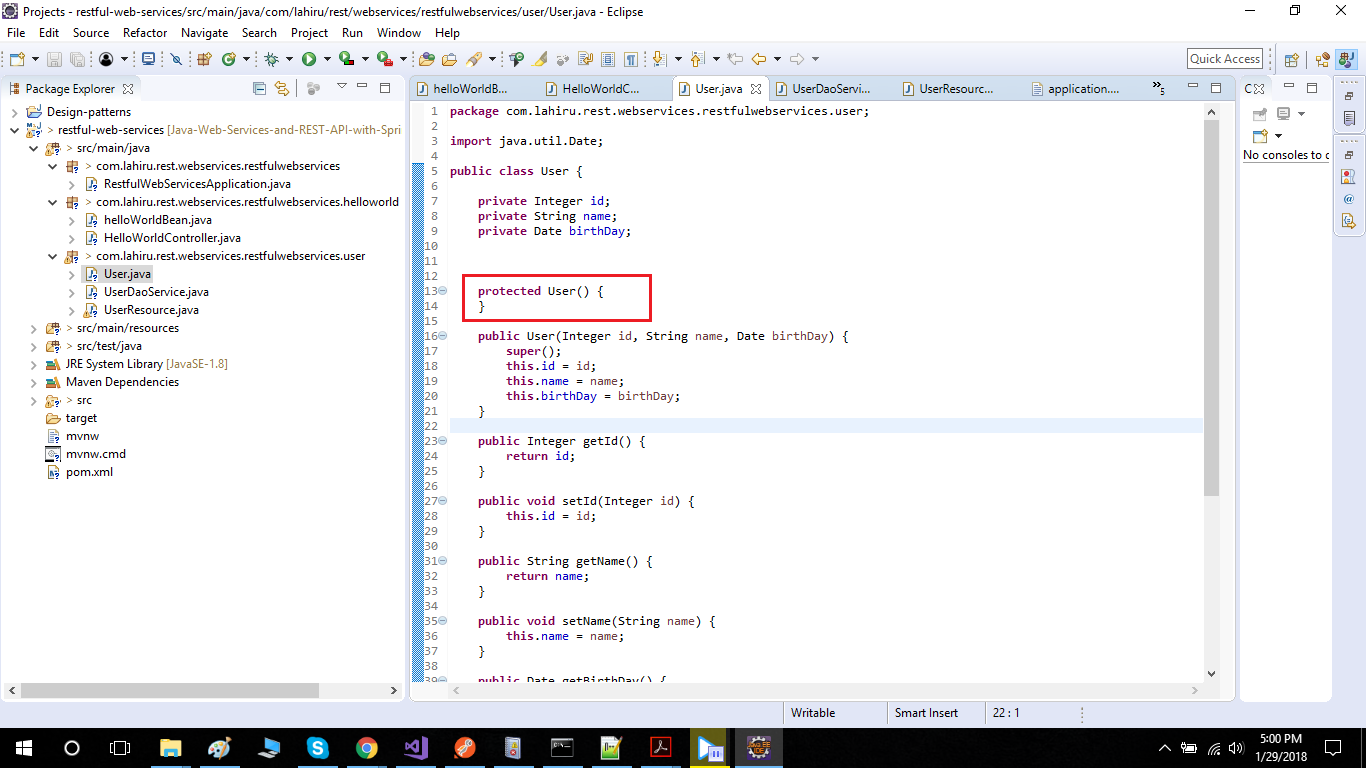 Projects - restful-web-services/src/main/java/com/lahiru/rest/webservices/restfulwebservices/user/User.java - Eclipse
File Edit Source Refactor Navigate Search Project Run Window Help
Quick Access
Package Explorer
Design-patterns
> restful-web-services [Java-Web-Services-and-REST-API-with-Spri
> src/main/java
> com.lahiru.rest.webservices.restfulwebservices
RestfulWebServicesApplication.java
> com.lahiru.rest.webservices.restfulwebservices.helloworld
helloWorldBean.java
HelloWorldController.java
> com.lahiru.rest.webservices.restfulwebservices.user
User.java
UserDaoService.java
UserResource.java
> src/main/resources
> src/test/java
JRE System Library [JavaSE-1.8]
Maven Dependencies
> src
target
mvnw
mvnw.cmd
pom.xml
helloWorldB... HelloWorldC... User.java UserDaoServi... UserResourc... application.... »5
1 package com.lahiru.rest.webservices.restfulwebservices.user;
2
3 import java.util.Date;
4
5 public class User {
6
7 private Integer id;
8 private String name;
9 private Date birthDay;
10
11
12
13 protected User() {
14 }
15
16 public User(Integer id, String name, Date birthDay) {
17 super();
18 this.id = id;
19 this.name = name;
20 this.birthDay = birthDay;
21 }
22
23 public Integer getId() {
24 return id;
25 }
26
27 public void setId(Integer id) {
28 this.id = id;
29 }
30
31 public String getName() {
32 return name;
33 }
34
35 public void setName(String name) {
36 this.name = name;
37 }
38
39 public Date getBirthDay() {
C
No consoles to d
Writable Smart Insert 22 : 1
5:00 PM
1/29/2018